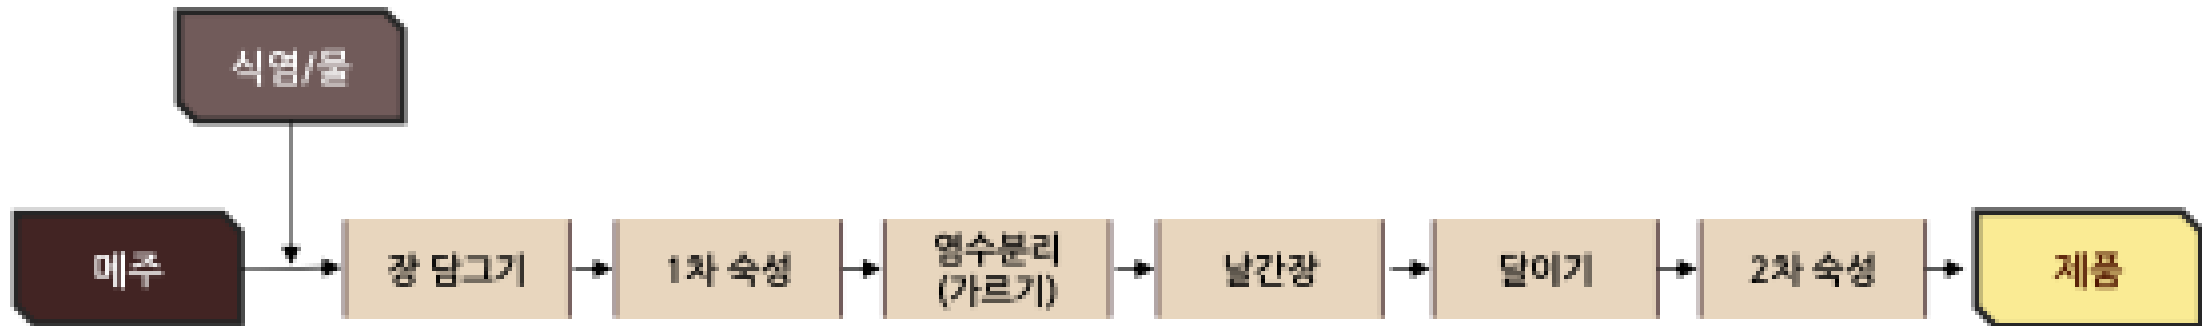 식염/물
메주
장 담그기
1차 숙성
염수분리
(가르기)
날간장
달이기
2차 숙성
제품